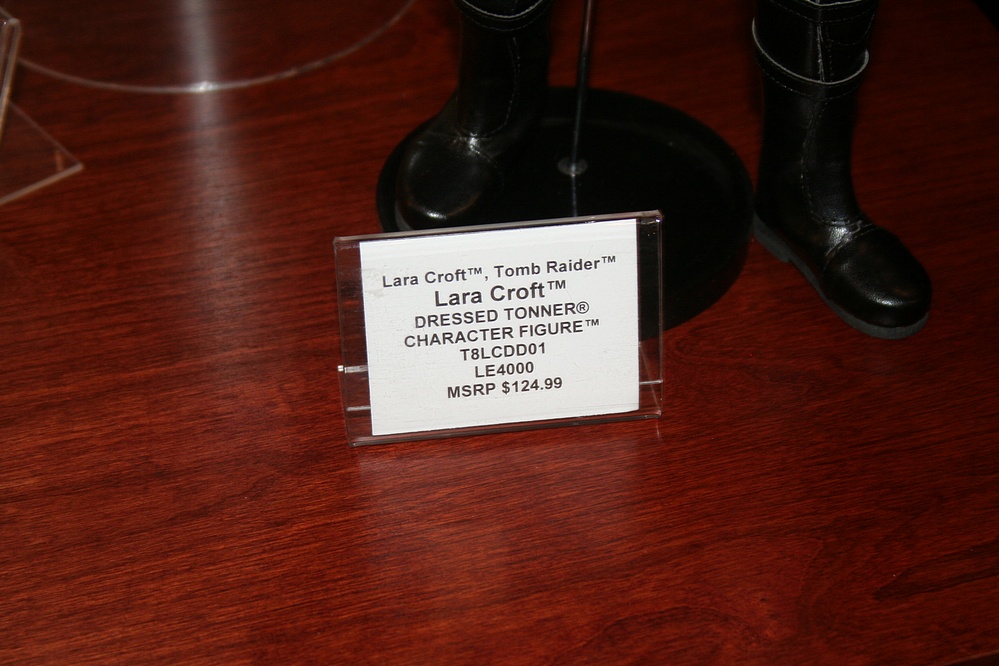 Lara Croft™, Tomb Raider™
Lara Croft™
DRESSED TONNER®
CHARACTER FIGURE™
T8LCDD01
LE4000
MSRP $124.99